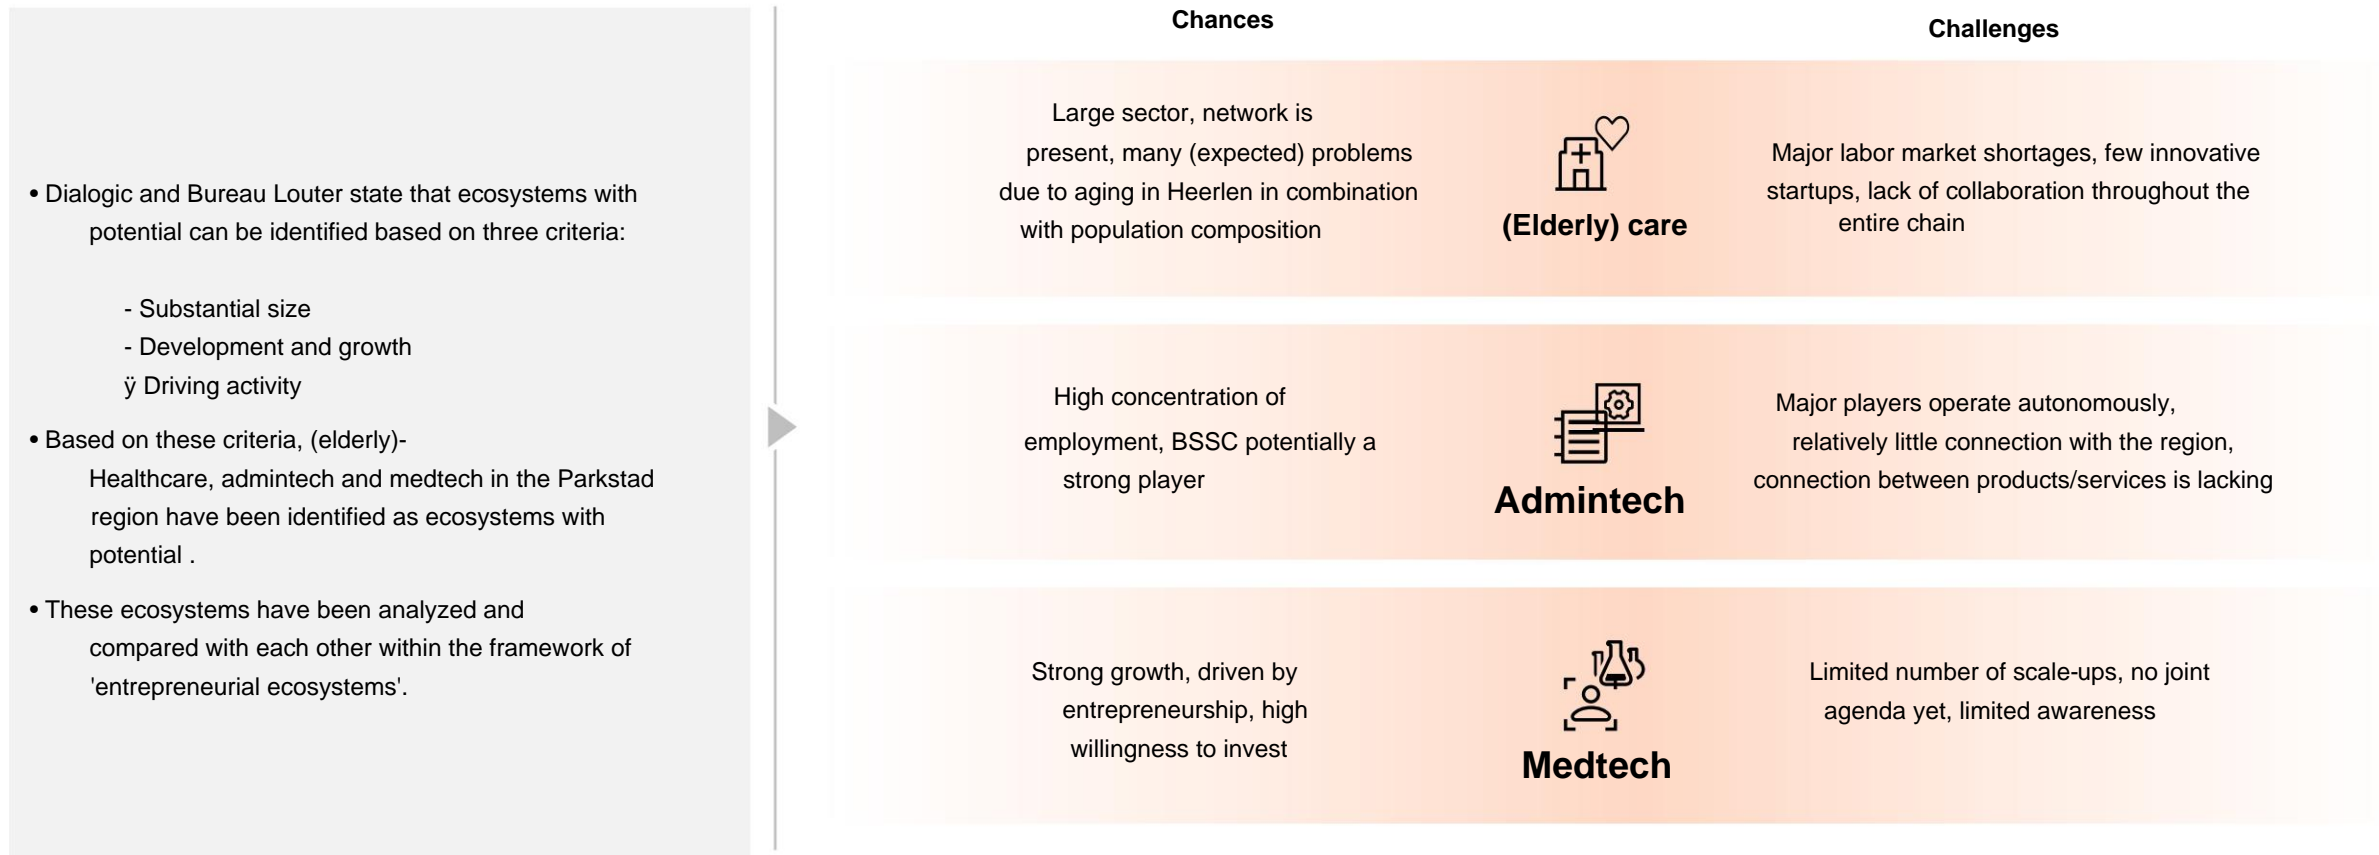 • Dialogic and Bureau Louter state that ecosystems with
potential can be identified based on three criteria:
- Substantial size
- Development and growth
ÿ Driving activity
• Based on these criteria, (elderly)-
Healthcare, admintech and medtech in the Parkstad
region have been identified as ecosystems with
potential .
• These ecosystems have been analyzed and
compared with each other within the framework of
'entrepreneurial ecosystems'.
Chances
Challenges
Large sector, network is
present, many (expected) problems
due to aging in Heerlen in combination
with population composition
(Elderly) care
Major labor market shortages, few innovative
startups, lack of collaboration throughout the
entire chain
High concentration of
employment, BSSC potentially a
strong player
Admintech
Major players operate autonomously,
relatively little connection with the region,
connection between products/services is lacking
Strong growth, driven by
entrepreneurship, high
willingness to invest
Medtech
Limited number of scale-ups, no joint
agenda yet, limited awareness